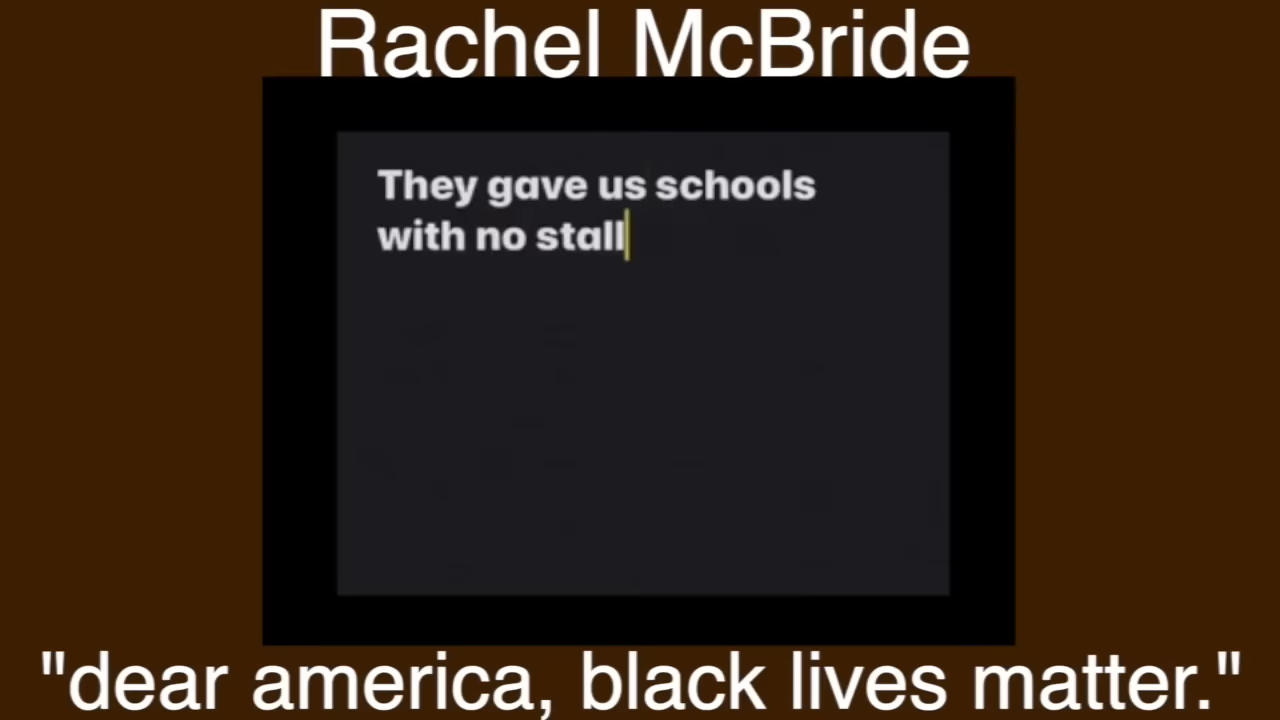 Rachel McBride
They gave us schools
with no stall
"dear america, black lives matter."